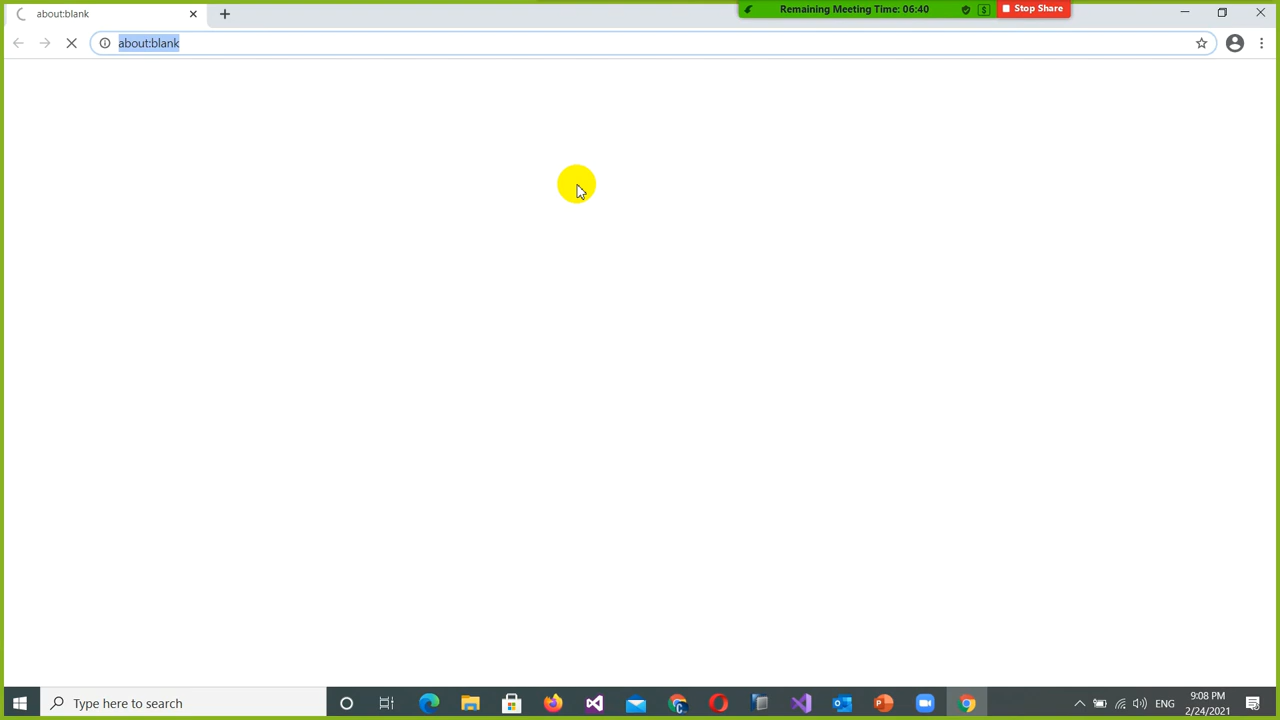 about:blank
Remaining Meeting Time: 06:40
Stop Share
about:blank
Type here to search
ENG
9:08 PM
2/24/2021